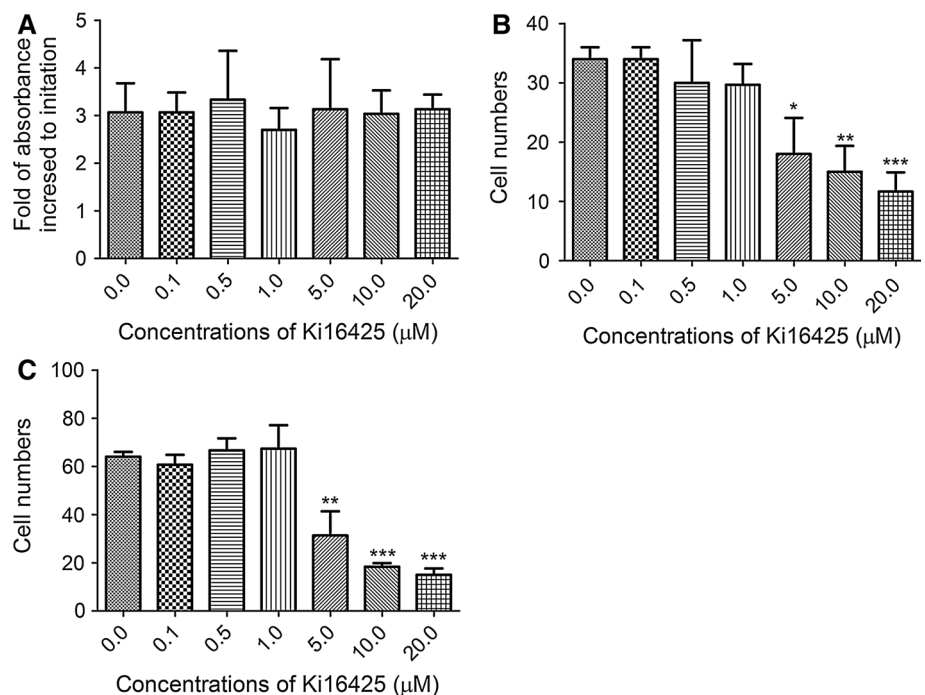 A
Fold of absorbance
incresed to initation
5
4
3
2
1
0
0.0 0.1 0.5 1.0 5.0 10.0 20.0
Concentrations of Ki16425 (μM)
B
Cell numbers
40
30
20
10
0
*
**
***
0.0 0.1 0.5 1.0 5.0 10.0 20.0
Concentrations of Ki16425 (μM)
C
Cell numbers
100
80
60
40
20
0
**
***
***
0.0 0.1 0.5 1.0 5.0 10.0 20.0
Concentrations of Ki16425 (μM)